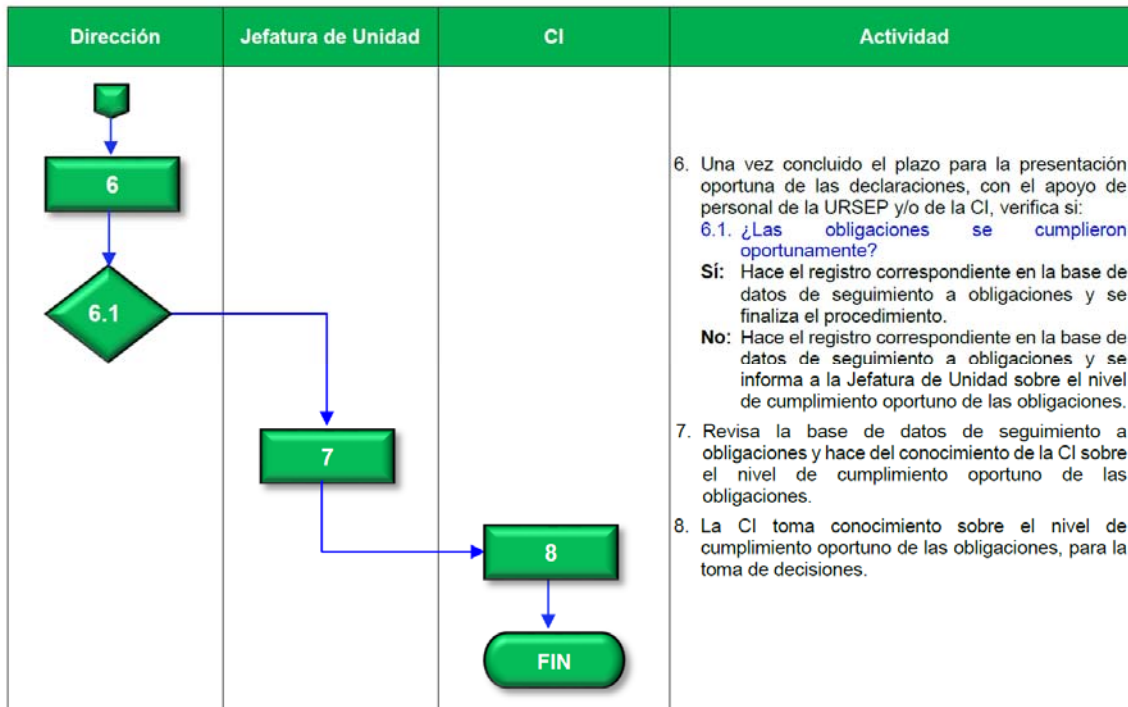 Dirección
Jefatura de Unidad
CI
Actividad
6
6.1
7
8
FIN
6. Una vez concluido el plazo para la presentación
oportuna de las declaraciones, con el apoyo de
personal de la URSEP y/o de la CI, verifica si:
6.1. ¿Las obligaciones se cumplieron
oportunamente?
Sí: Hace el registro correspondiente en la base de
datos de seguimiento a obligaciones y se
finaliza el procedimiento.
No: Hace el registro correspondiente en la base de
datos de seguimiento a obligaciones y se
informa a la Jefatura de Unidad sobre el nivel
de cumplimiento oportuno de las obligaciones.
7. Revisa la base de datos de seguimiento a
obligaciones y hace del conocimiento de la CI sobre
el nivel de cumplimiento oportuno de las
obligaciones.
8. La CI toma conocimiento sobre el nivel de
cumplimiento oportuno de las obligaciones, para la
toma de decisiones.